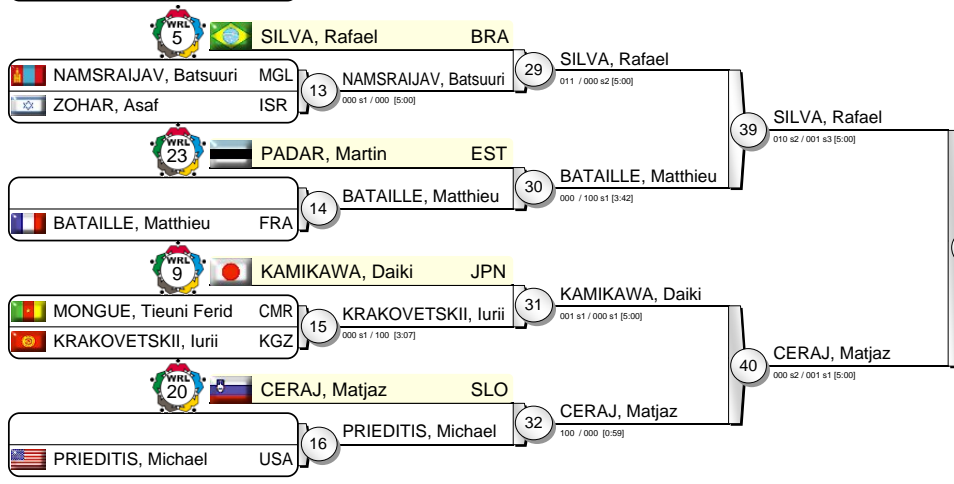 WRL
5
SILVA, Rafael BRA
NAMSRAIJAV, Batsuuri MGL
ZOHAR, Asaf ISR
13
NAMSRAIJAV, Batsuuri
000 s1 / 000 [5:00]
29
SILVA, Rafael
011 / 000 s2 [5:00]
WRL
23
PADAR, Martin EST
BATAILLE, Matthieu FRA
14
BATAILLE, Matthieu
30
BATAILLE, Matthieu
000 / 100 s1 [3:42]
39
SILVA, Rafael
010 s2 / 001 s3 [5:00]
WRL
9
KAMIKAWA, Daiki JPN
MONGUE, Tieuni Ferid CMR
KRAKOVETSKII, Iurii KGZ
15
KRAKOVETSKII, Iurii
000 s1 / 100 [3:07]
31
KAMIKAWA, Daiki
001 s1 / 000 s1 [5:00]
WRL
20
CERAJ, Matjaz SLO
PRIEDITIS, Michael USA
16
PRIEDITIS, Michael
32
CERAJ, Matjaz
100 / 000 [0:59]
40
CERAJ, Matjaz
000 s2 / 001 s1 [5:00]